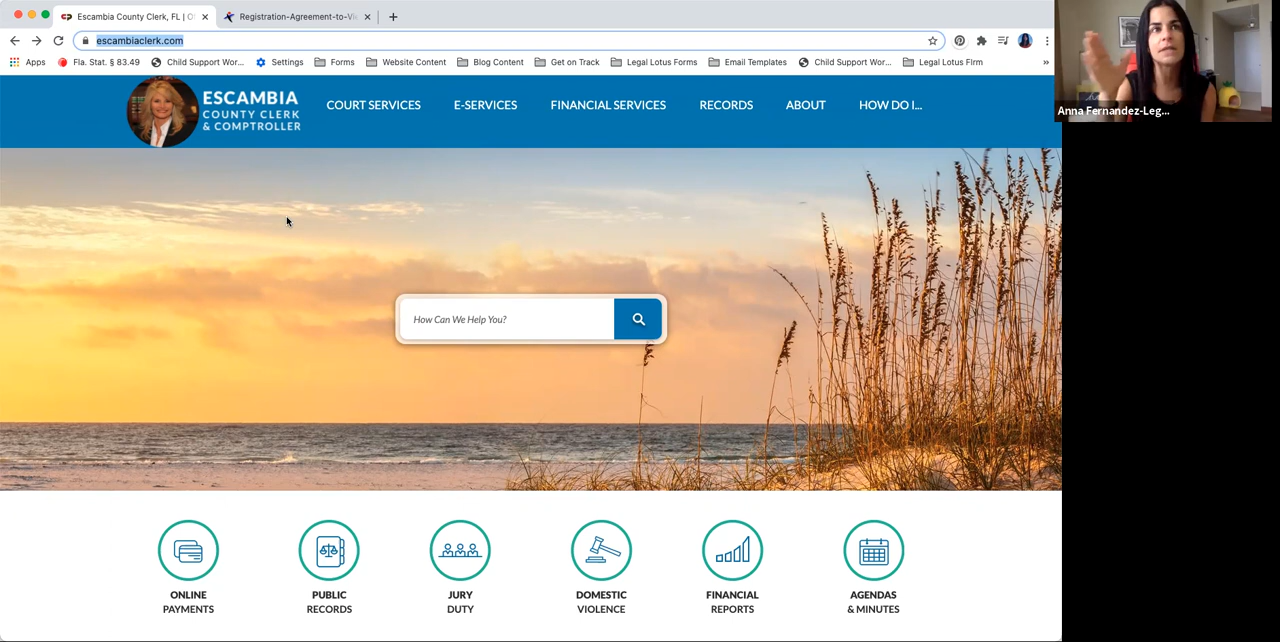 Escambia County Clerk, FL | O
Registration-Agreement-to-Vi
escambiaclerk.com
Apps
Fla. Stat. § 83.49
Child Support Wor...
Settings
Forms
Website Content
Blog Content
Get on Track
Legal Lotus Forms
Email Templates
Child Support Wor...
Legal Lotus Firm
»
Anna Fernandez-Leg...
ESCAMBIA
COUNTY CLERK
& COMPTROLLER
COURT SERVICES
E-SERVICES
FINANCIAL SERVICES
RECORDS
ABOUT
HOW DO I...
How Can We Help You?
ONLINE
PAYMENTS
PUBLIC
RECORDS
JURY
DUTY
DOMESTIC
VIOLENCE
FINANCIAL
REPORTS
AGENDAS
& MINUTES